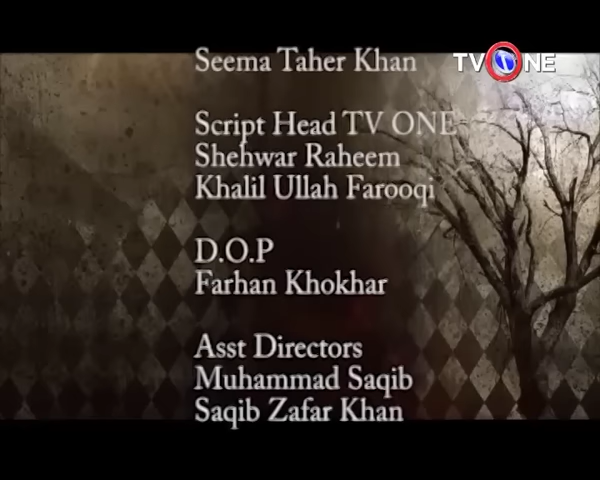 Seema Taher Khan
TV ONE
Script Head TV ONE
Shehwar Raheem
Khalil Ullah Farooqi
D.O.P
Farhan Khokhar
Asst Directors
Muhammad Saqib
Saqib Zafar Khan